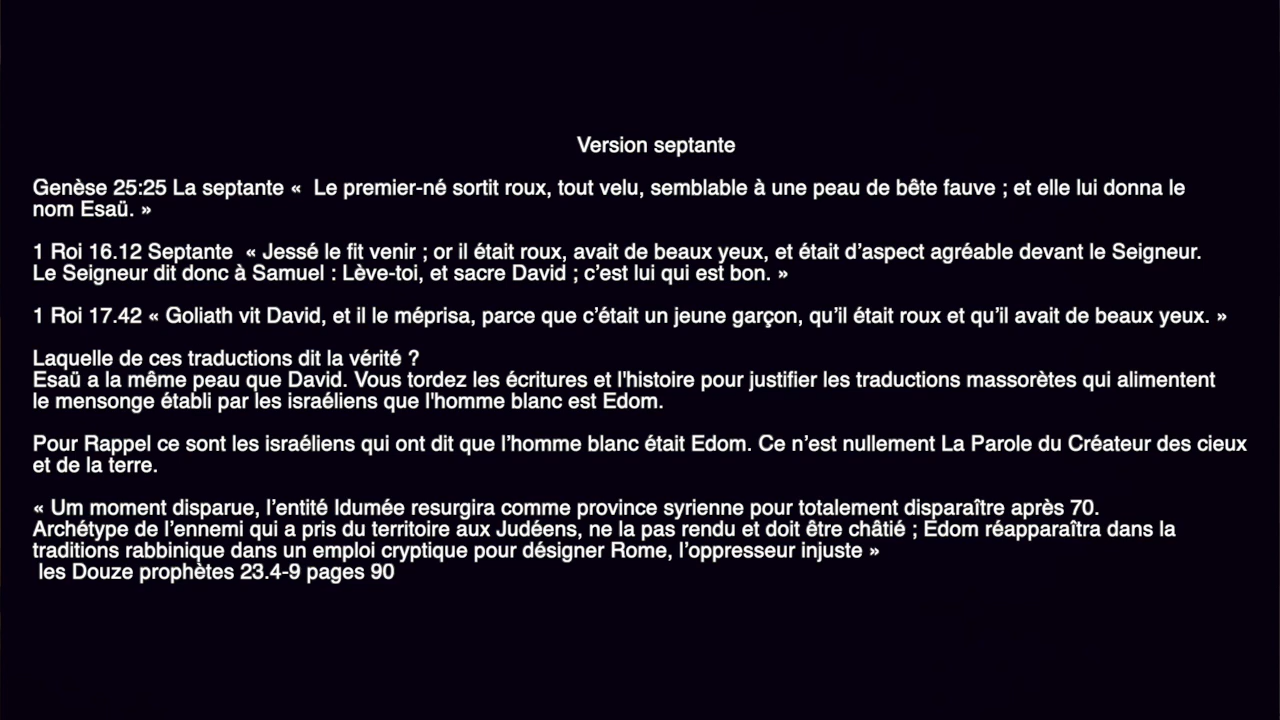 Version septante
Genèse 25:25 La septante «  Le premier-né sortit roux, tout velu, semblable à une peau de bête fauve ; et elle lui donna le
nom Esaü. »
1 Roi 16.12 Septante  « Jessé le fit venir ; or il était roux, avait de beaux yeux, et était d’aspect agréable devant le Seigneur.
Le Seigneur dit donc à Samuel : Lève-toi, et sacre David ; c’est lui qui est bon. »
1 Roi 17.42 « Goliath vit David, et il le méprisa, parce que c’était un jeune garçon, qu’il était roux et qu’il avait de beaux yeux. »
Laquelle de ces traductions dit la vérité ?
Esaü a la même peau que David. Vous tordez les écritures et l'histoire pour justifier les traductions massorètes qui alimentent
le mensonge établi par les israéliens que l'homme blanc est Edom.
Pour Rappel ce sont les israéliens qui ont dit que l’homme blanc était Edom. Ce n’est nullement La Parole du Créateur des cieux
et de la terre.
« Um moment disparue, l’entité Idumée resurgira comme province syrienne pour totalement disparaître après 70.
Archétype de l’ennemi qui a pris du territoire aux Judéens, ne la pas rendu et doit être châtié ; Edom réapparaîtra dans la
traditions rabbinique dans un emploi cryptique pour désigner Rome, l’oppresseur injuste »
les Douze prophètes 23.4-9 pages 90